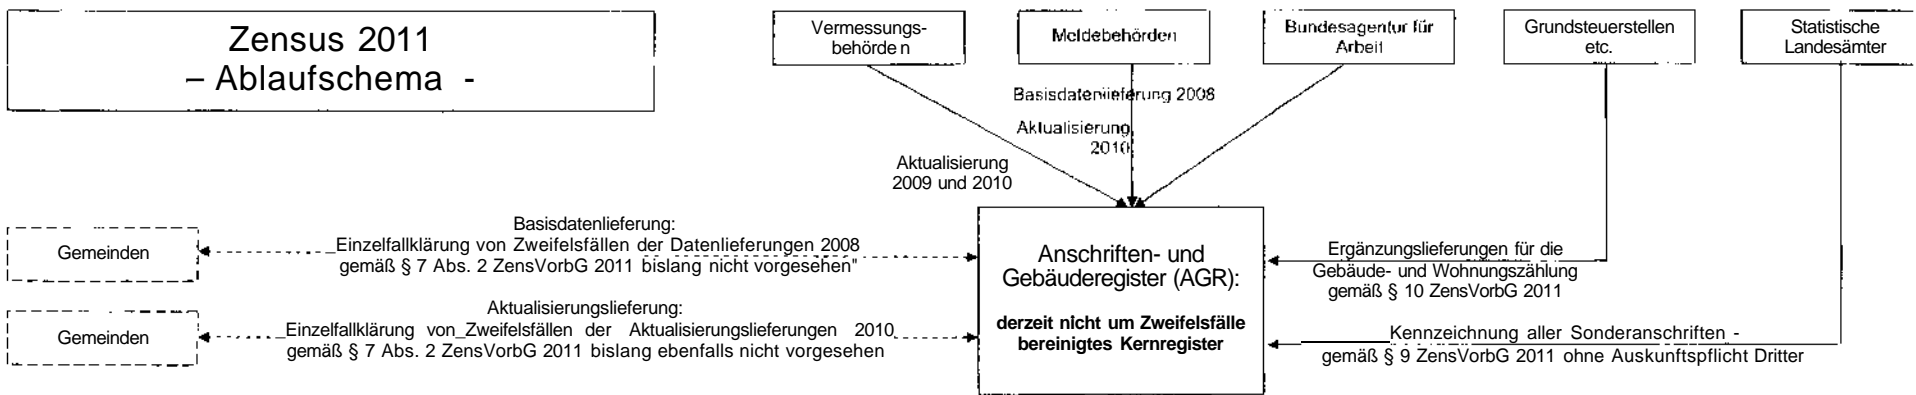 Zensus 2011
– Ablaufschema -
Vermessungs-
behörden
Meldebehörden
Bundesagentur für
Arbeit
Grundsteuerstellen
etc.
Statistische
Landesämter
Basisdatenlieferung 2008
Aktualisierung
2010
Aktualisierung
2009 und 2010
Gemeinden
Basisdatenlieferung:
Einzelfallklärung von Zweifelsfällen der Datenlieferungen 2008
gemäß § 7 Abs. 2 ZensVorbG 2011 bislang nicht vorgesehen"
Gemeinden
Aktualisierungslieferung:
Einzelfallklärung von Zweifelsfällen der Aktualisierungslieferungen 2010
gemäß § 7 Abs. 2 ZensVorbG 2011 bislang ebenfalls nicht vorgesehen
Anschriften- und
Gebäuderegister (AGR):
derzeit nicht um Zweifelsfälle
bereinigtes Kernregister
Ergänzungslieferungen für die
Gebäude- und Wohnungszählung
gemäß § 10 ZensVorbG 2011
Kennzeichnung aller Sonderanschriften -
gemäß § 9 ZensVorbG 2011 ohne Auskunftspflicht Dritter